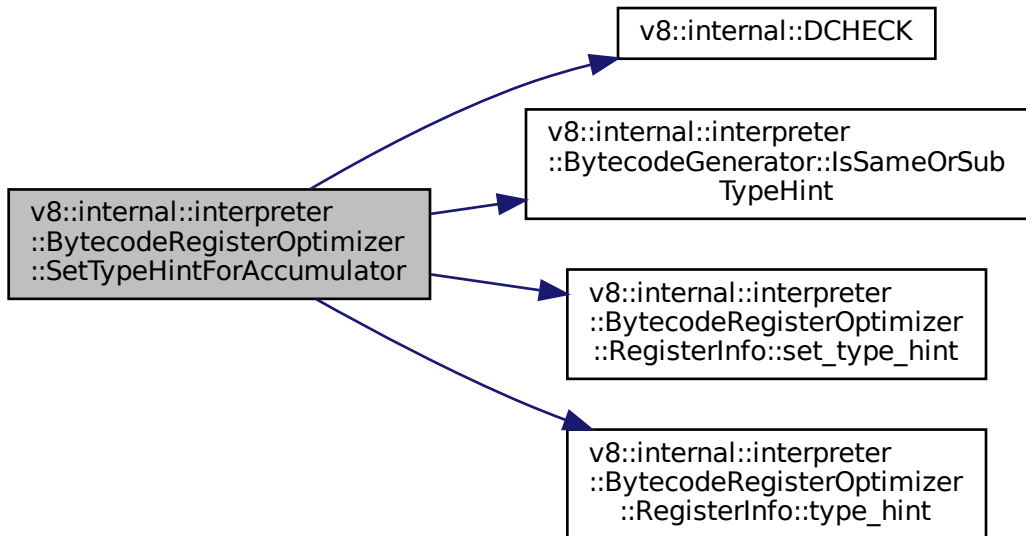 v8::internal::interpreter
::BytecodeRegisterOptimizer
::SetTypeHintForAccumulator
v8::internal::DCHECK
v8::internal::interpreter
::BytecodeGenerator::IsSameOrSub
TypeHint
v8::internal::interpreter
::BytecodeRegisterOptimizer
::RegisterInfo::set_type_hint
v8::internal::interpreter
::BytecodeRegisterOptimizer
::RegisterInfo::type_hint